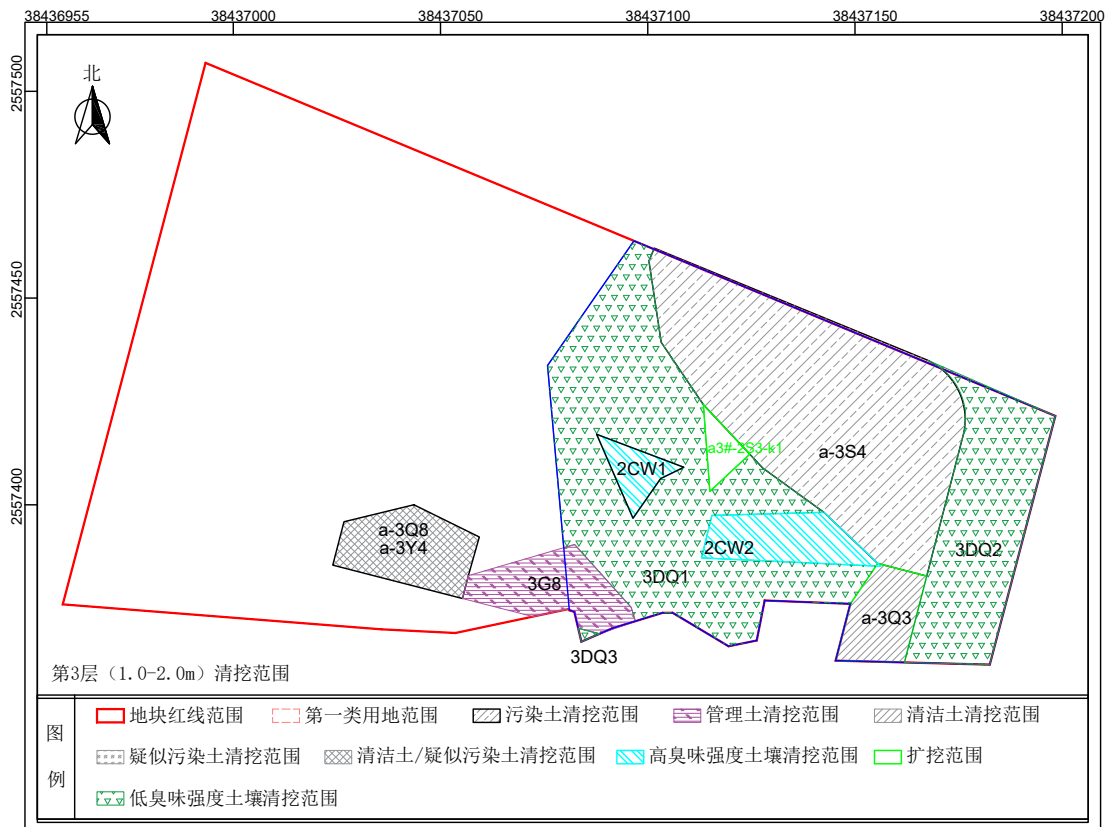 38436955 38437000 38437050 38437100 38437150 38437200
2557500
2557450
2557400
北
a-3S4
a3#-2S3-k1
2CW1
2CW2
a-3Q8
a-3Y4
3G8
3DQ1
3DQ2
a-3Q3
3DQ3
第3层（1.0-2.0m）清挖范围
图例
地块红线范围 第一类用地范围 污染土清挖范围 管理土清挖范围 清洁土清挖范围
疑似污染土清挖范围 清洁土/疑似污染土清挖范围 高臭味强度土壤清挖范围 扩挖范围
低臭味强度土壤清挖范围